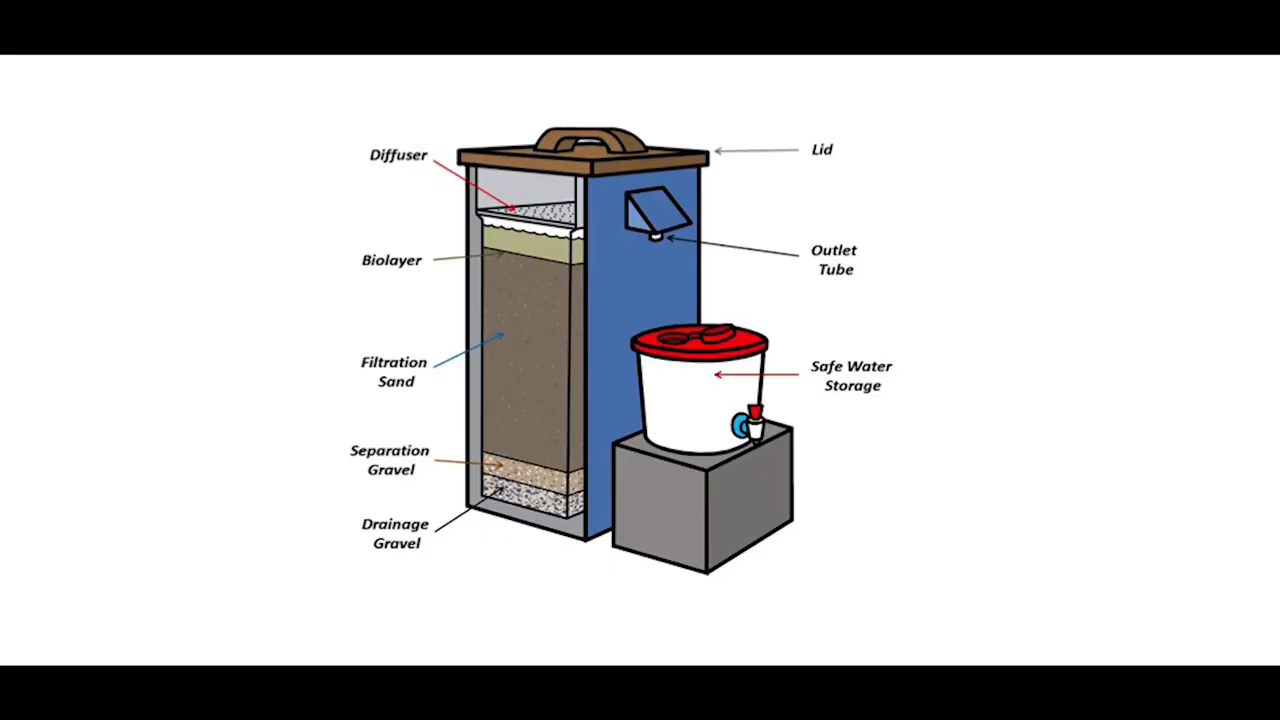 Diffuser
Lid
Biolayer
Outlet
Tube
Filtration
Sand
Safe Water
Storage
Separation
Gravel
Drainage
Gravel